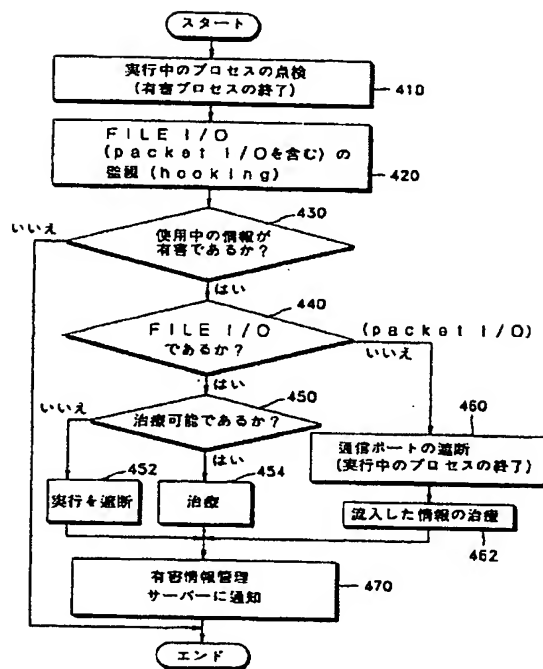 スタート
実行中のプロセスの点検
(有害プロセスの終了)
410
FILE I/O
(packet I/Oを含む)の
監視(hooking)
420
430
いいえ
使用中の情報が
有害であるか?
はい
440
FILE I/O
であるか?
(packet I/O)
いいえ
はい
450
いいえ
治療可能であるか?
はい
460
通信ポートの遮断
(実行中のプロセスの終了)
452
実行を遮断
454
治療
流入した情報の治療
462
有害情報管理
サーバーに通知
470
エンド